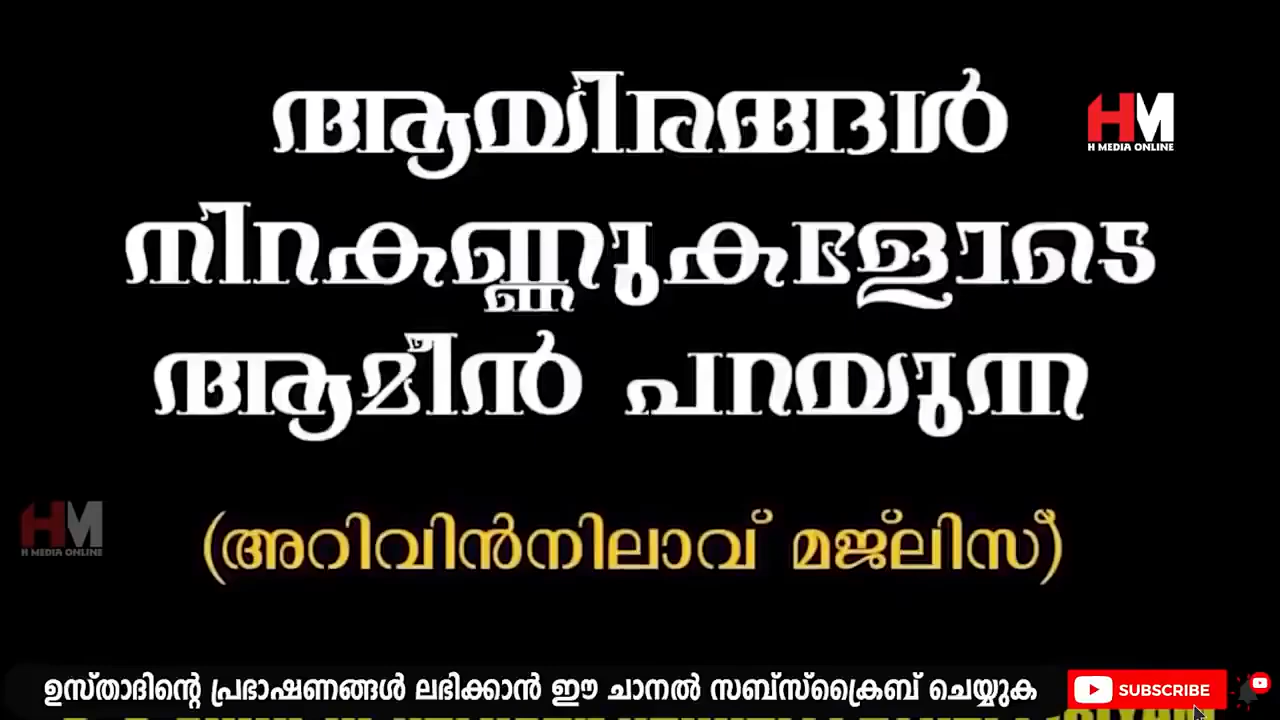 ആയിരങ്ങൾ
HM
H MEDIA ONLINE
നിറകണ്ണുകളോടെ
ആമീൻ പറയുന്ന
HM
H MEDIA ONLINE
(അറിവിൻനിലാവ് മജ്ലിസ്)
ഉസ്താദിന്റെ പ്രഭാഷണങ്ങൾ ലഭിക്കാൻ ഈ ചാനൽ സബ്സ്ക്രൈബ് ചെയ്യുക
SUBSCRIBE